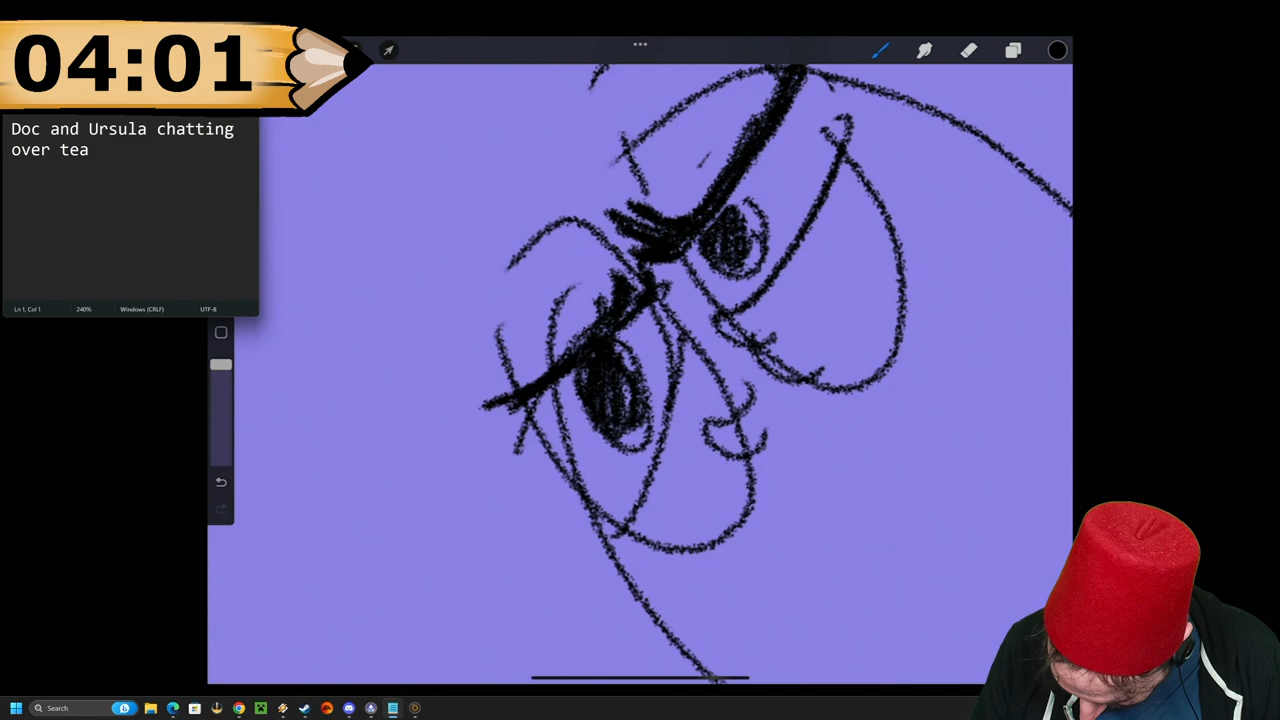 04:01
Doc and Ursula chatting
over tea
Ln 1, Col 1
240%
Windows (CRLF)
UTF-8
Search